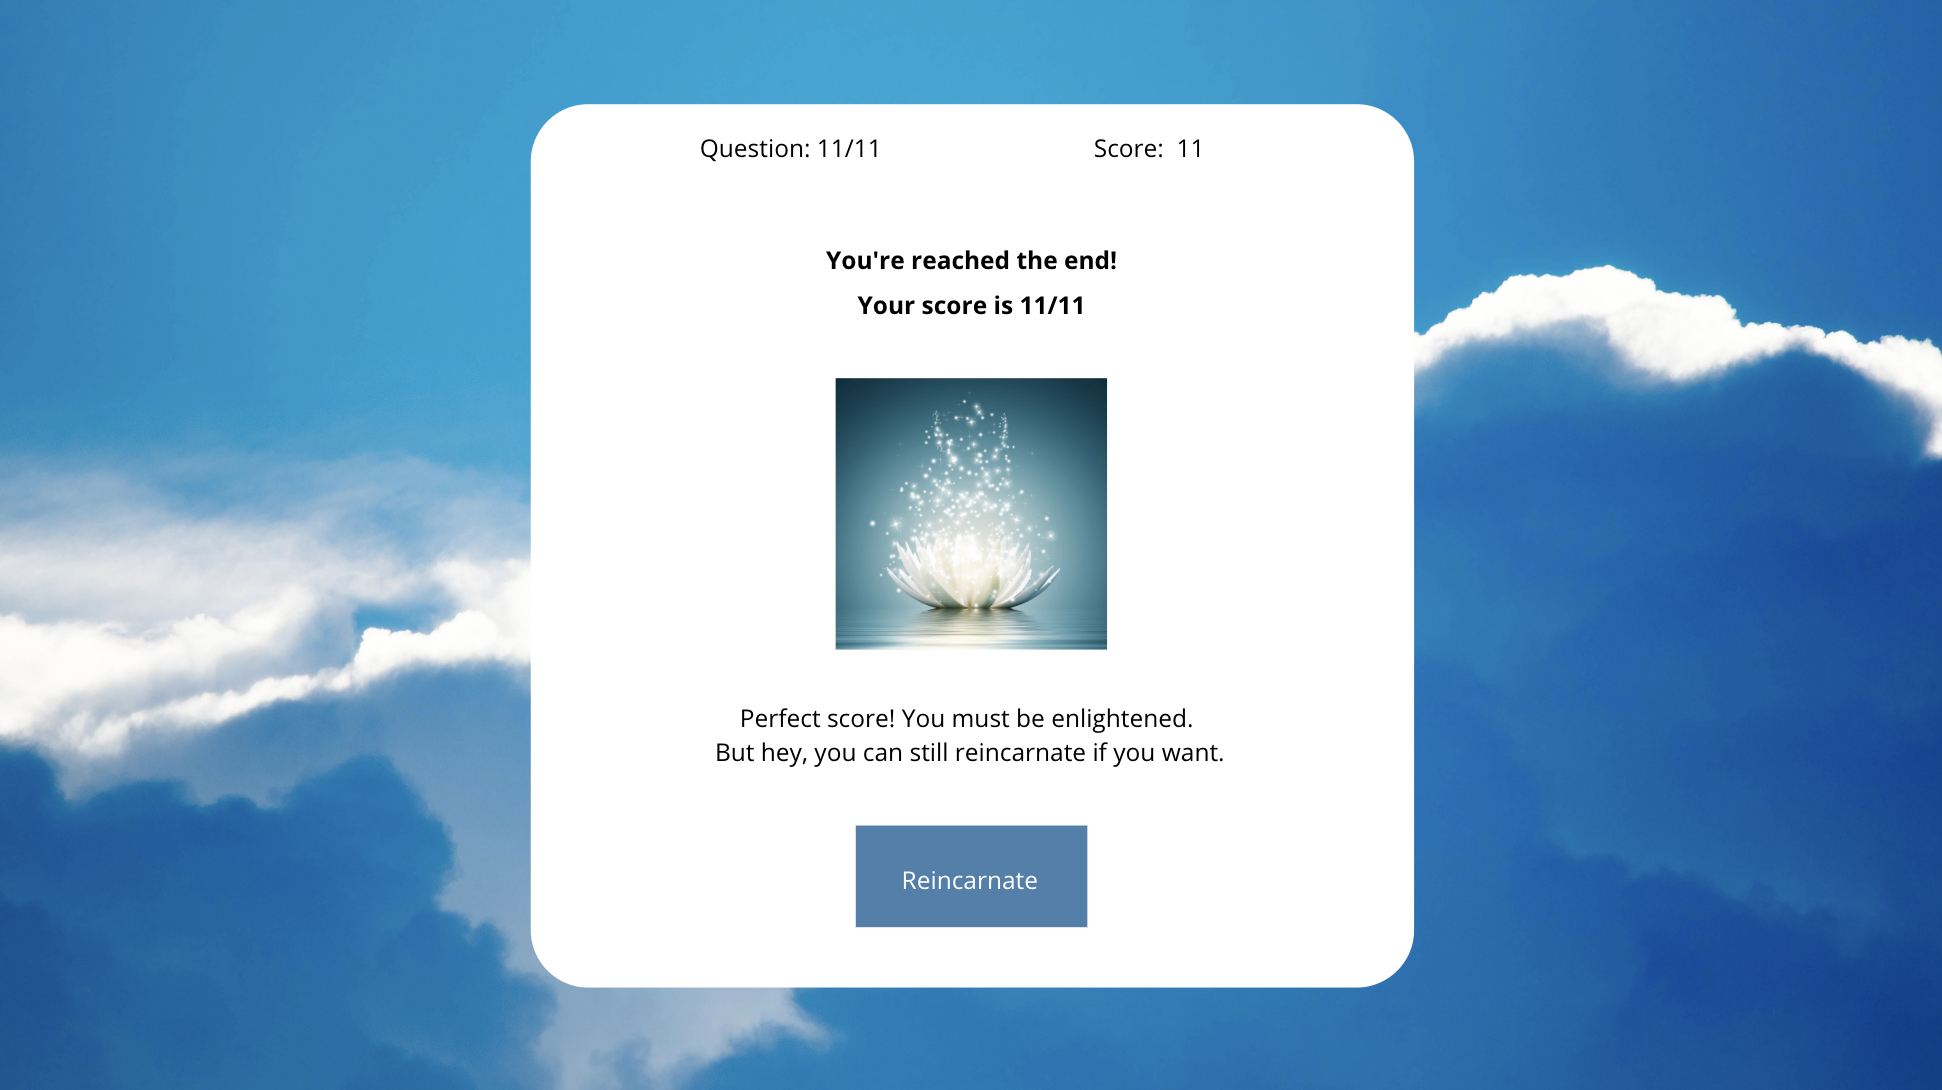 Question: 11/11
Score: 11
You're reached the end!
Your score is 11/11
Perfect score! You must be enlightened.
But hey, you can still reincarnate if you want.
Reincarnate